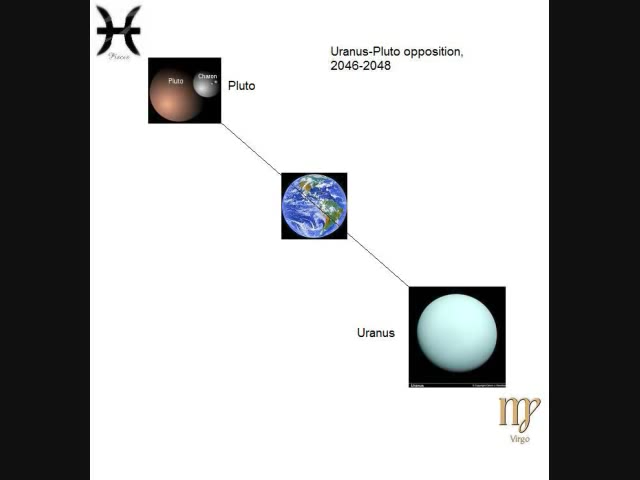 Pisces
Uranus-Pluto opposition,
2046-2048
Pluto
Charon
Pluto
Uranus
Virgo